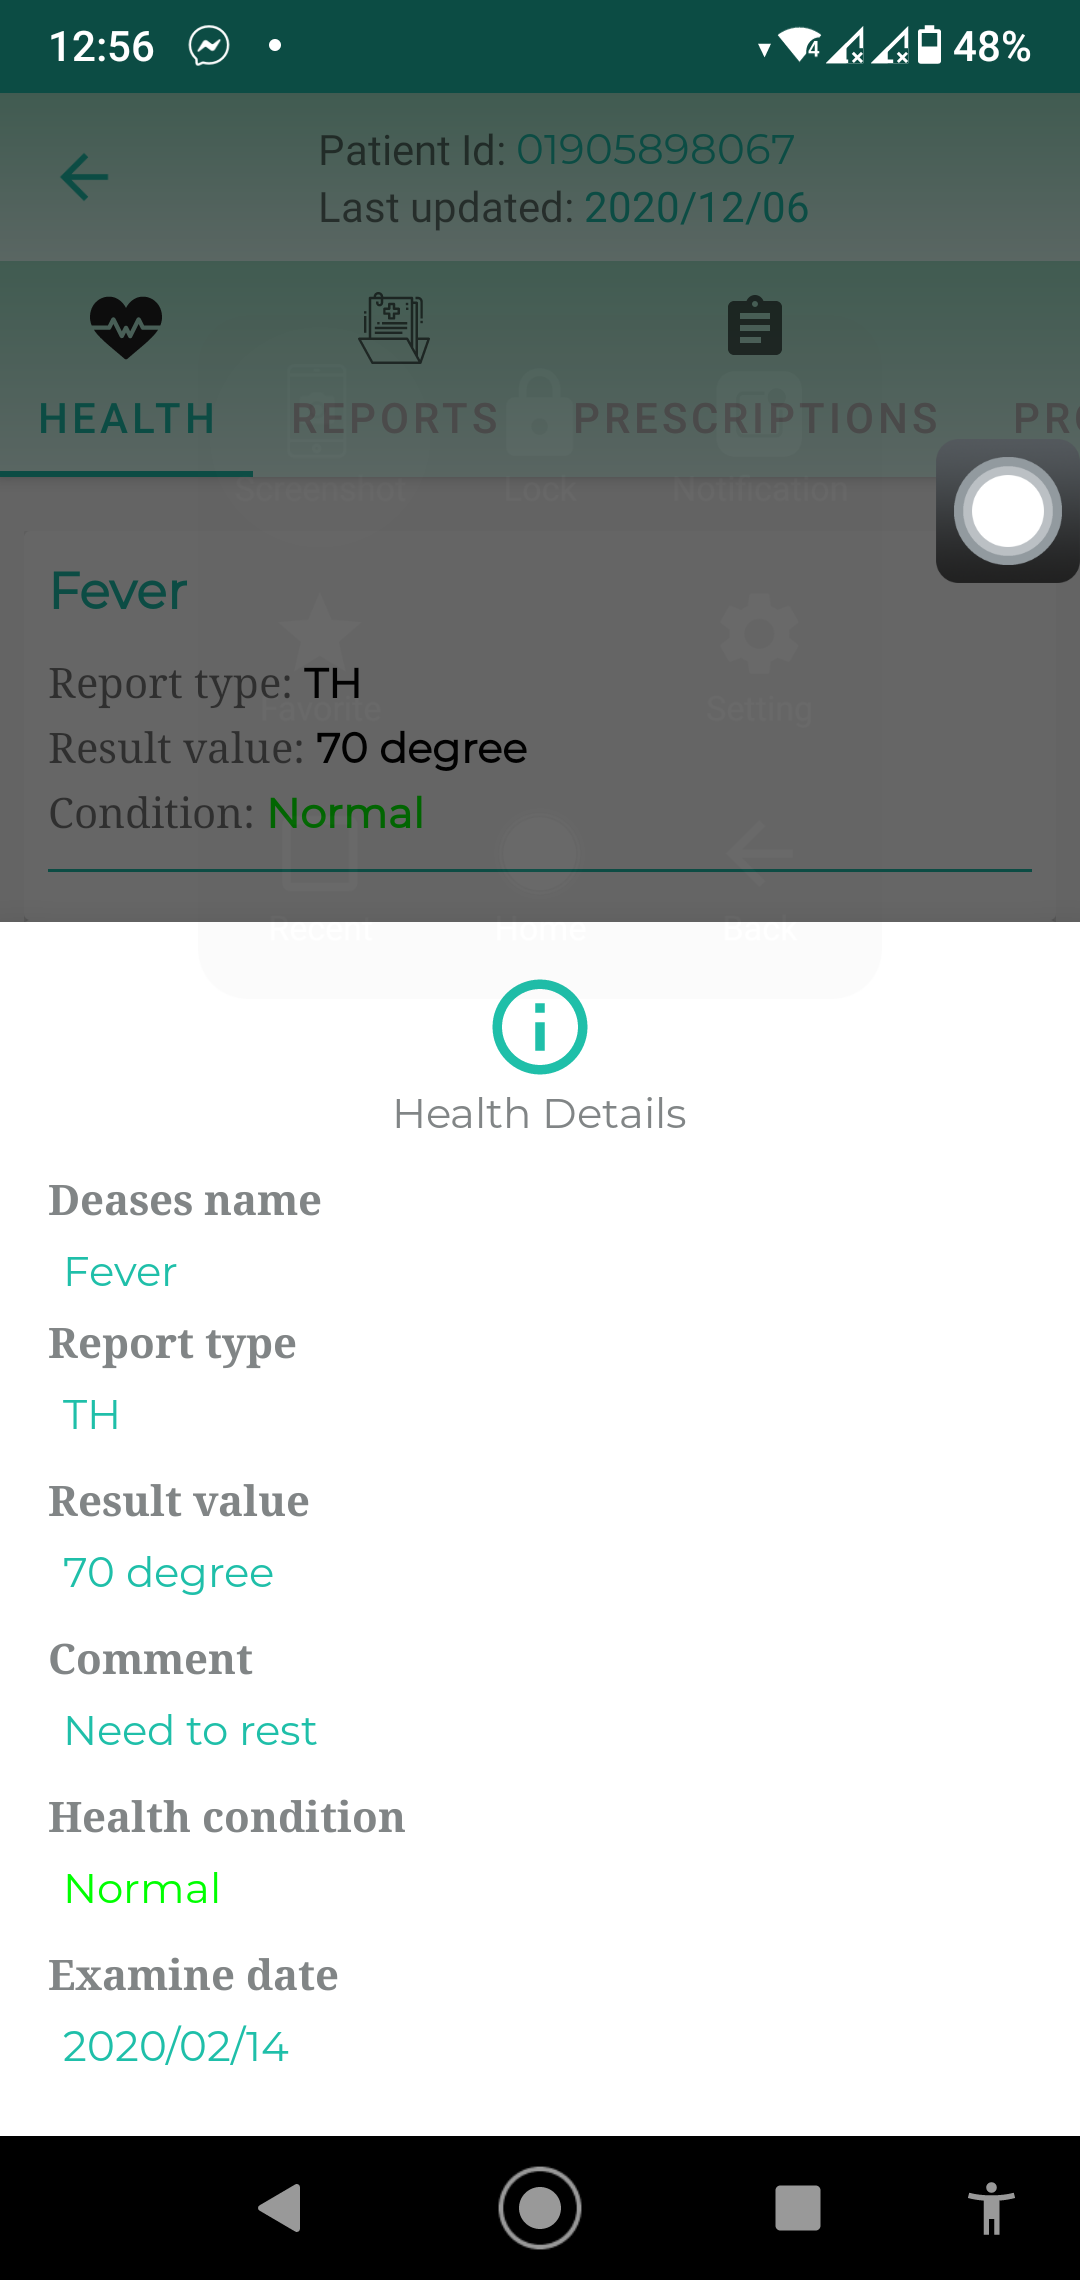 12:56
4
48%
Patient Id: 01905898067
Last updated: 2020/12/06
HEALTH REPORTS PRESCRIPTIONS PRO
Screenshot Lock Notification
Fever
Report type: TH
Favorite Setting
Result value: 70 degree
Condition: Normal
Recent Home Back
Health Details
Deases name
Fever
Report type
TH
Result value
70 degree
Comment
Need to rest
Health condition
Normal
Examine date
2020/02/14